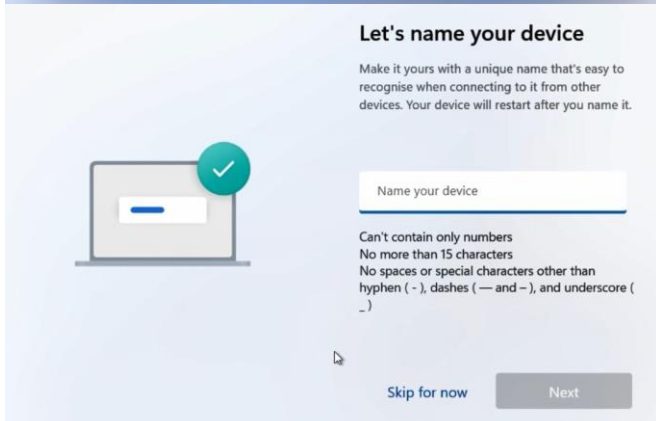 Let's name your device
Make it yours with a unique name that's easy to
recognise when connecting to it from other
devices. Your device will restart after you name it.
Name your device
Can't contain only numbers
No more than 15 characters
No spaces or special characters other than
hyphen ( - ), dashes ( — and – ), and underscore (
_ )
Skip for now
Next